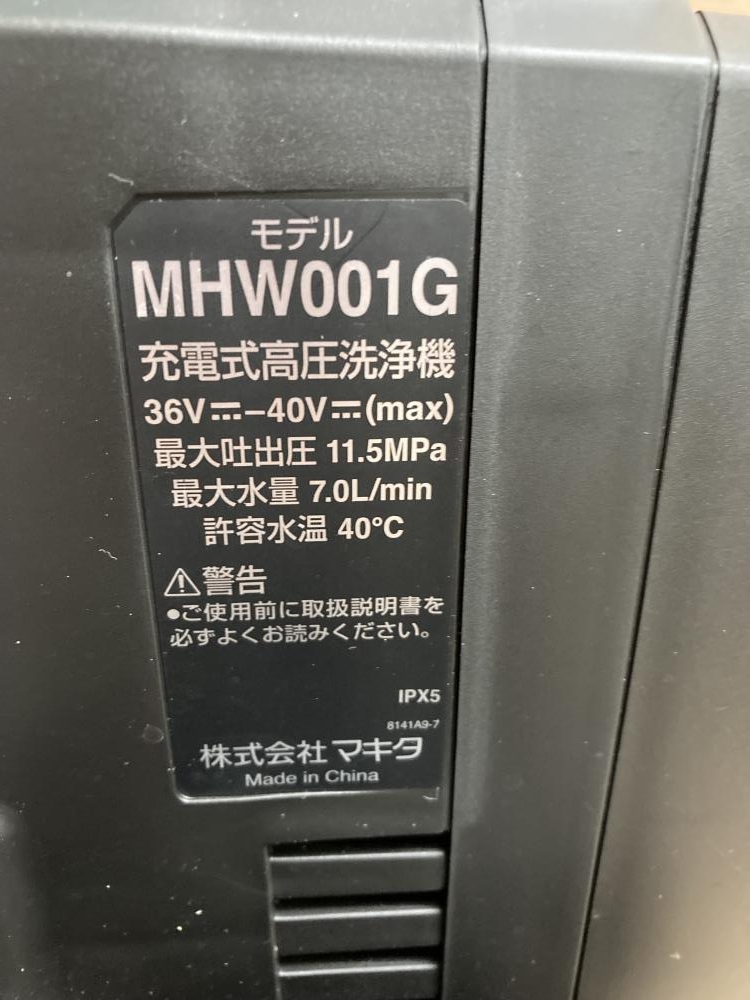 モデル
MHW001G
充電式高圧洗浄機
36V⎓–40V⎓(max)
最大吐出圧 11.5MPa
最大水量 7.0L/min
許容水温 40°C
⚠警告
●ご使用前に取扱説明書を
必ずよくお読みください。
IPX5
8141A9-7
株式会社マキタ
Made in China